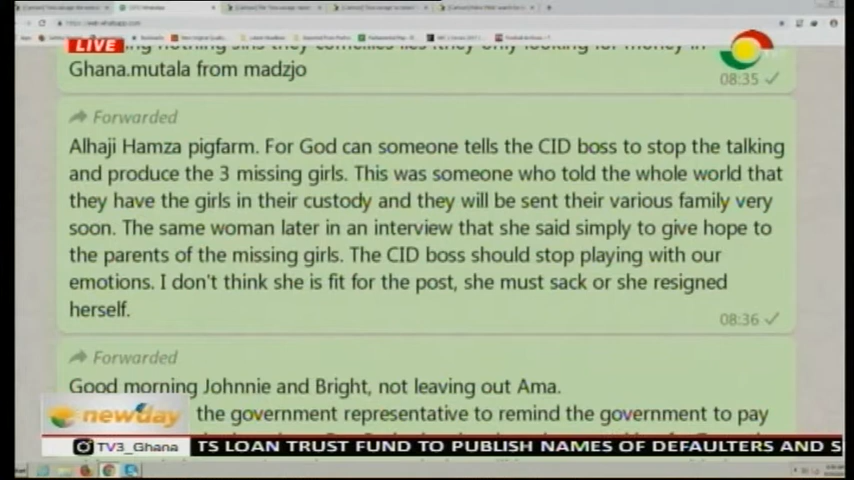 web.whatsapp.com
LIVE
Ghana.mutala from madzjo
08:35
Forwarded
Alhaji Hamza pigfarm. For God can someone tells the CID boss to stop the talking
and produce the 3 missing girls. This was someone who told the whole world that
they have the girls in their custody and they will be sent their various family very
soon. The same woman later in an interview that she said simply to give hope to
the parents of the missing girls. The CID boss should stop playing with our
emotions. I don't think she is fit for the post, she must sack or she resigned
herself.
08:36
Forwarded
Good morning Johnnie and Bright, not leaving out Ama.
the government representative to remind the government to pay
newday
TV3_Ghana
TS LOAN TRUST FUND TO PUBLISH NAMES OF DEFAULTERS AND S